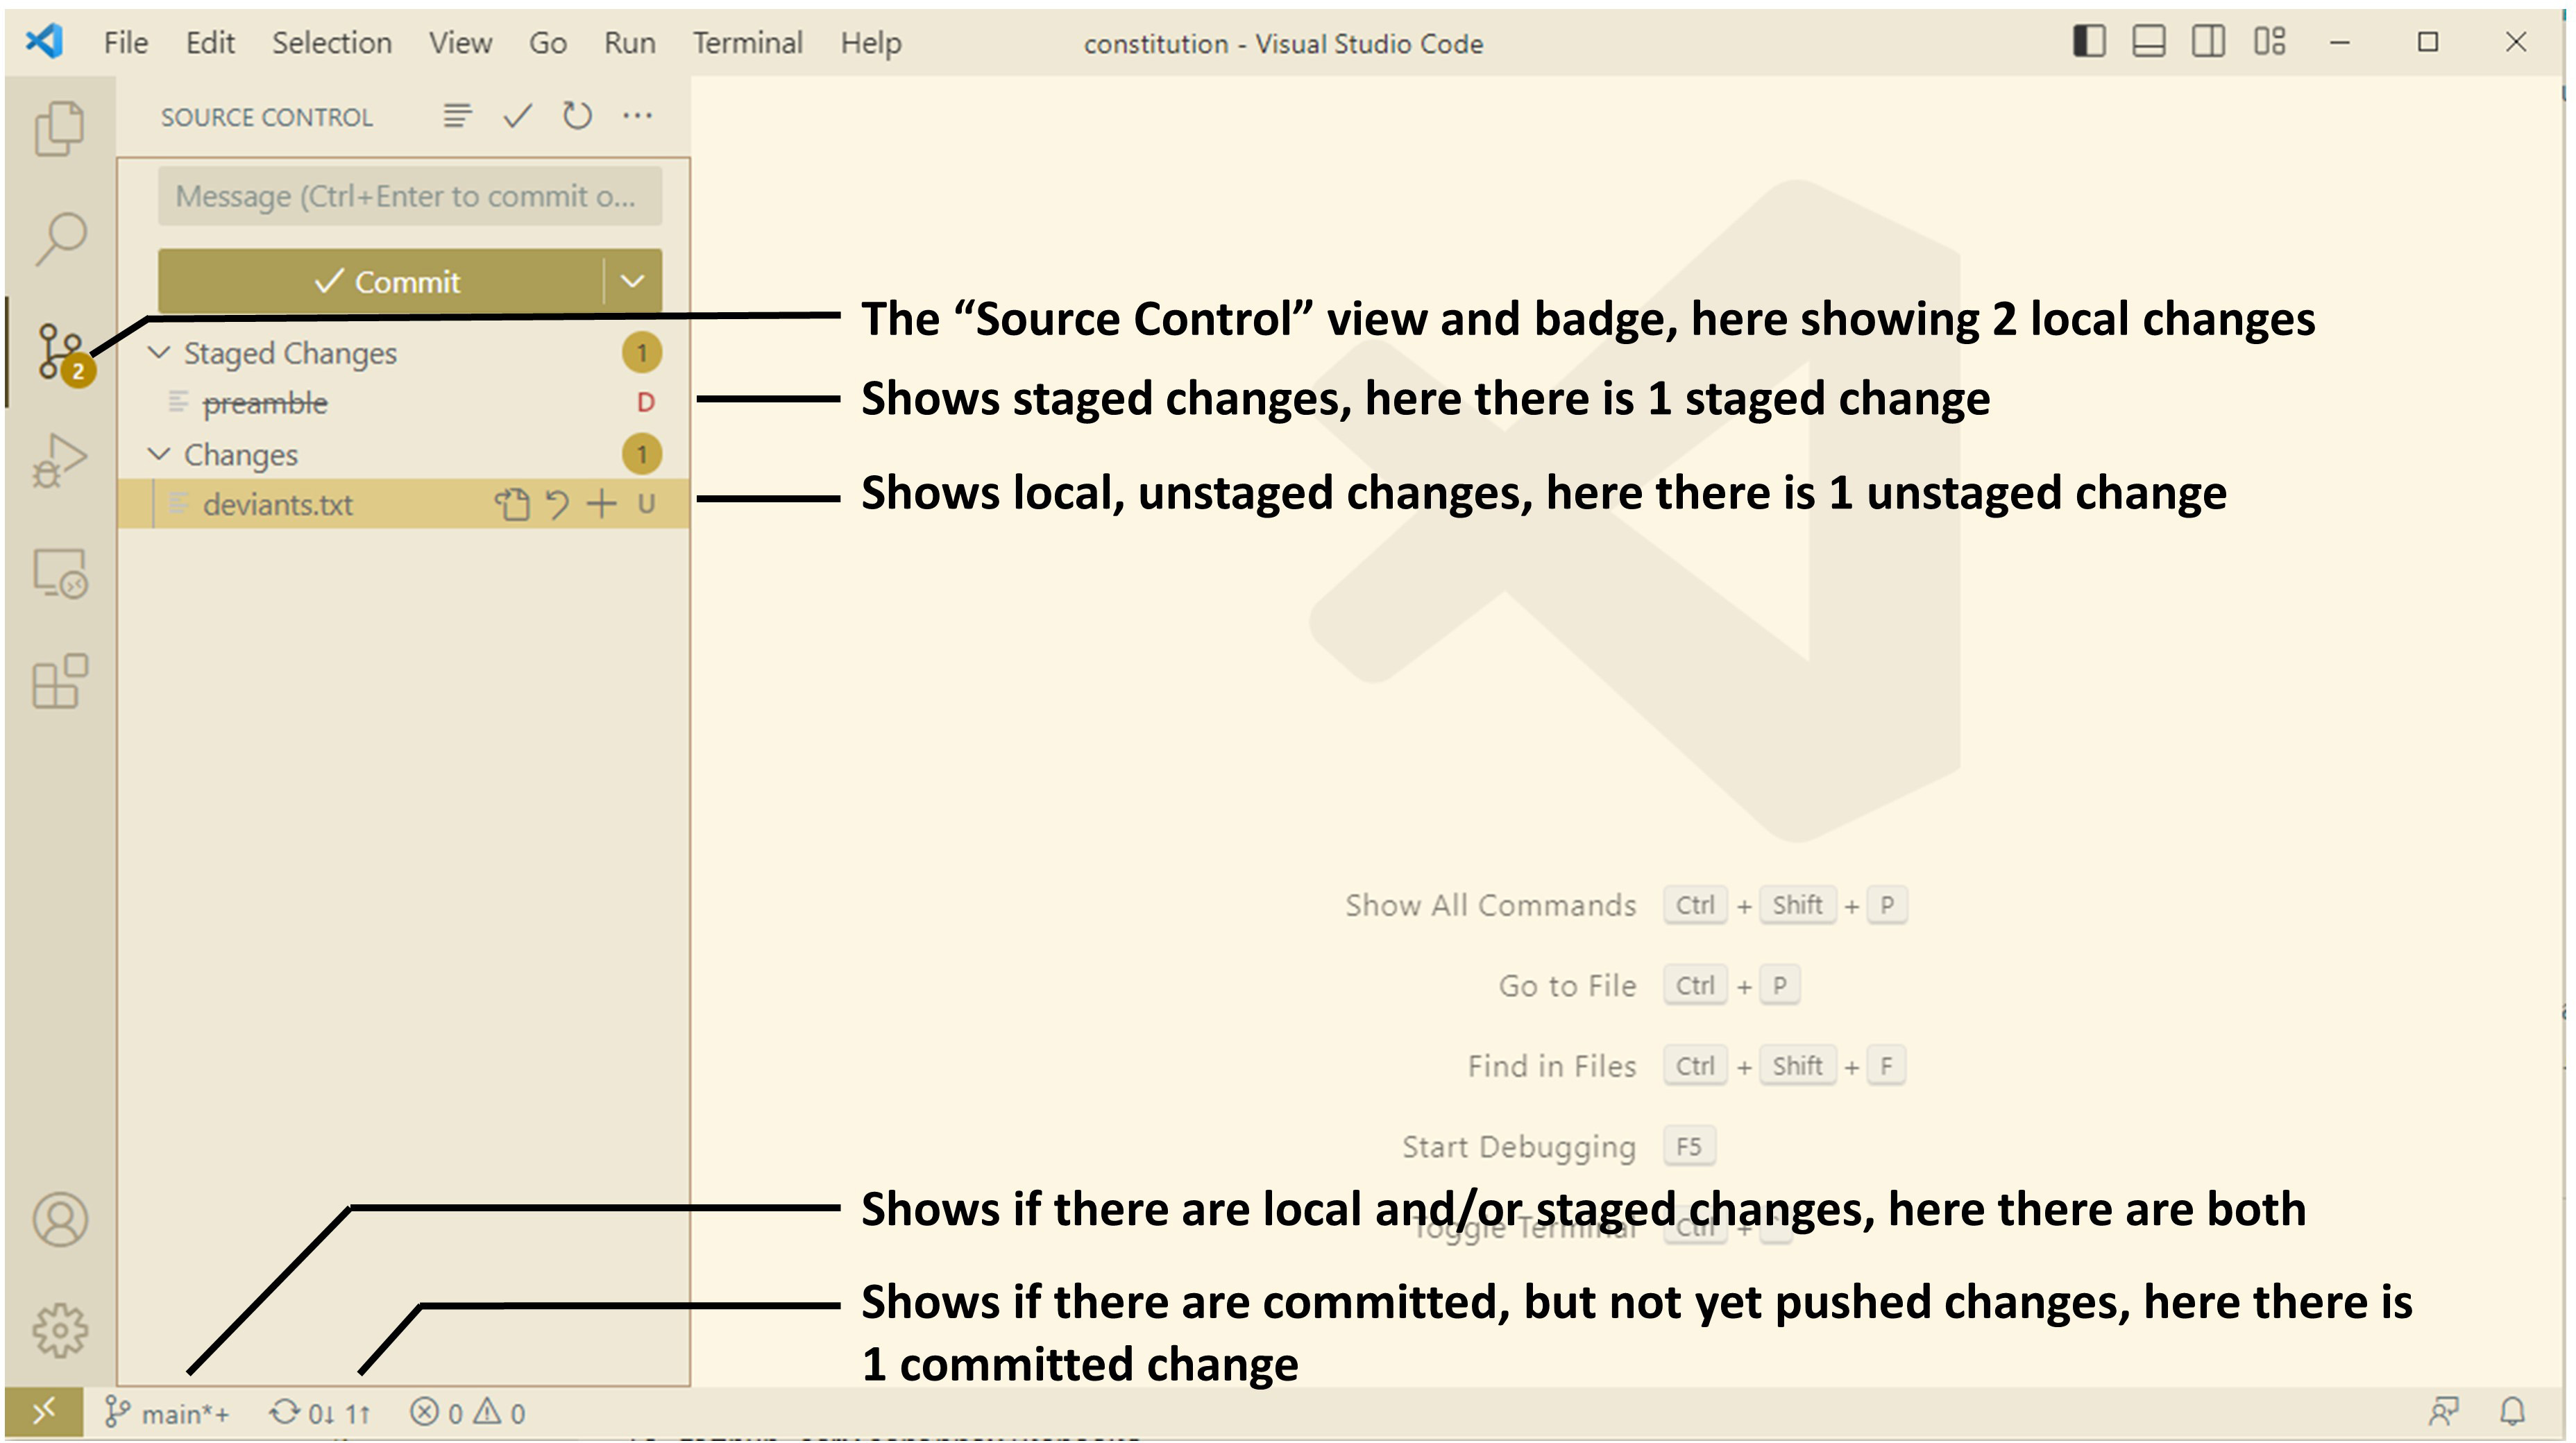 File Edit Selection View Go Run Terminal Help constitution - Visual Studio Code
SOURCE CONTROL
Message (Ctrl+Enter to commit o...
Commit
The “Source Control” view and badge, here showing 2 local changes
2
Staged Changes 1
preamble D
Shows staged changes, here there is 1 staged change
Changes 1
deviants.txt U
Shows local, unstaged changes, here there is 1 unstaged change
Show All Commands Ctrl + Shift + P
Go to File Ctrl + P
Find in Files Ctrl + Shift + F
Start Debugging F5
Shows if there are local and/or staged changes, here there are both
Toggle Terminal Ctrl +
Shows if there are committed, but not yet pushed changes, here there is
1 committed change
main*+ 0↓ 1↑ 0 0